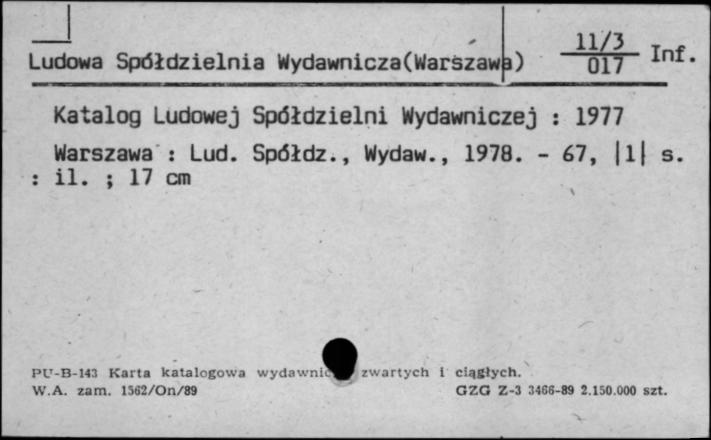 Ludowa Spółdzielnia Wydawnicza(Warszawa)
11/3
017 Inf.
Katalog Ludowej Spółdzielni Wydawniczej : 1977
Warszawa : Lud. Spółdz., Wydaw., 1978. - 67, |1| s.
: il. ; 17 cm
PU-B-143 Karta katalogowa zwartych i ciągłych.
W.A. zam. 1562/On/89
GZG Z-3 3466-89 2.150.000 szt.